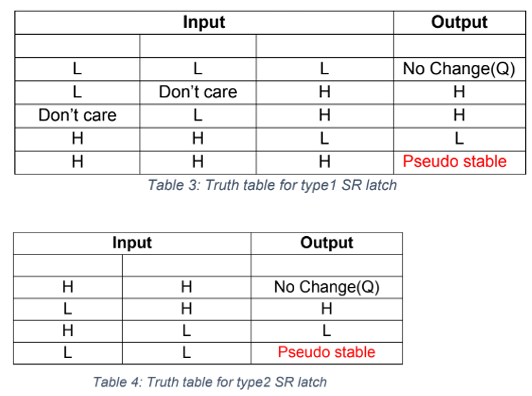 Input Output
L L L No Change(Q)
L Don't care H H
Don't care L H H
H H L L
H H H Pseudo stable
Table 3: Truth table for type1 SR latch
Input Output
H H No Change(Q)
L H H
H L L
L L Pseudo stable
Table 4: Truth table for type2 SR latch